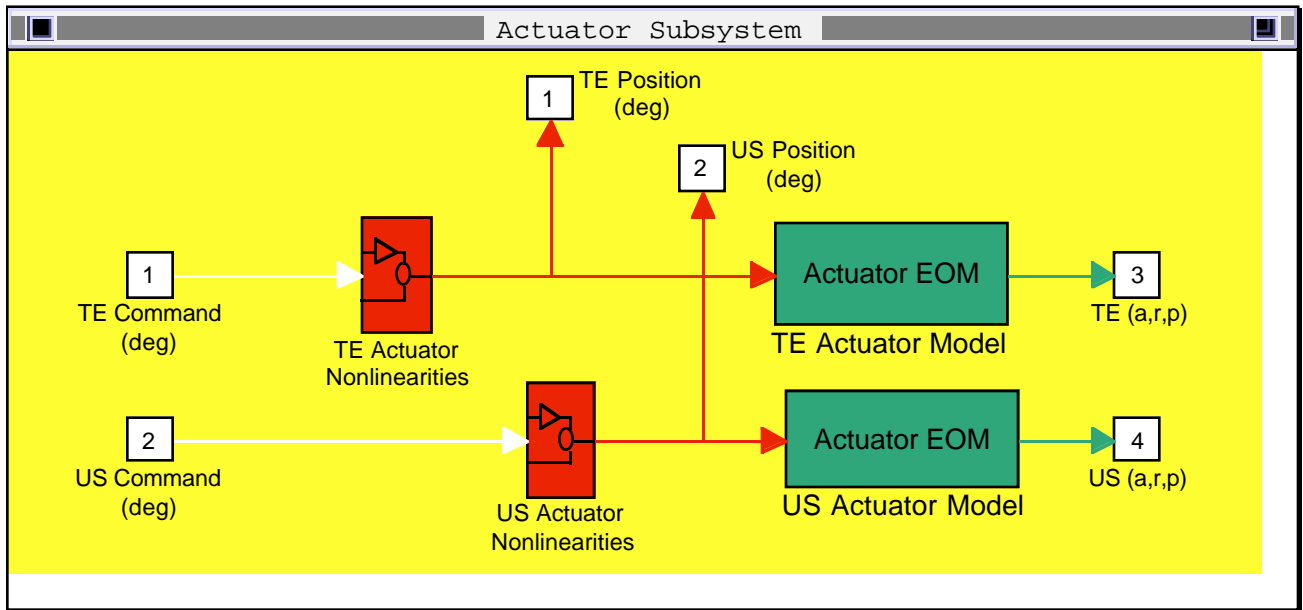 Actuator Subsystem
1
TE Position
(deg)
2
US Position
(deg)
1
TE Command
(deg)
TE Actuator
Nonlinearities
Actuator EOM
TE Actuator Model
3
TE (a,r,p)
2
US Command
(deg)
US Actuator
Nonlinearities
Actuator EOM
US Actuator Model
4
US (a,r,p)